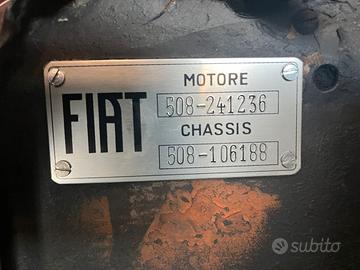 MOTORE
FIAT
508-241236
CHASSIS
508-106188
subito